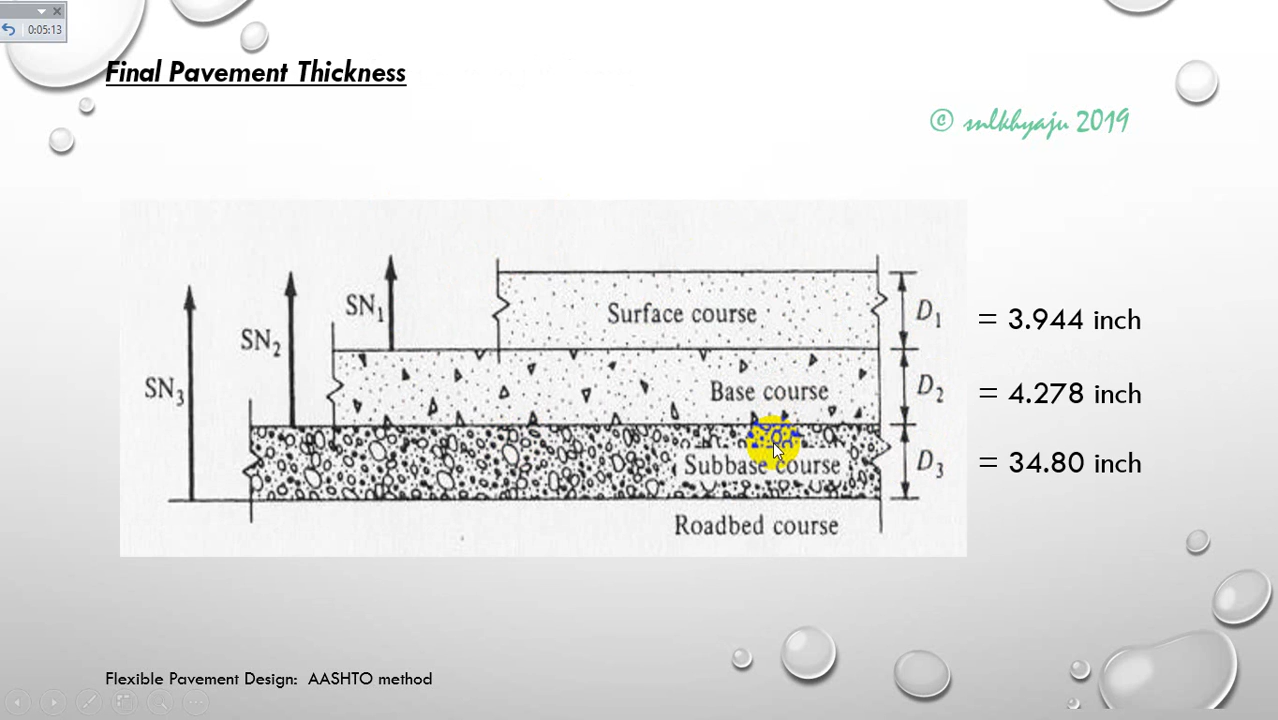 0:05:13
Final Pavement Thickness
© snlkhyaju 2019
SN1
Surface course
D1
= 3.944 inch
SN2
SN3
Base course
D2
= 4.278 inch
Subbase course
D3
= 34.80 inch
Roadbed course
Flexible Pavement Design: AASHTO method